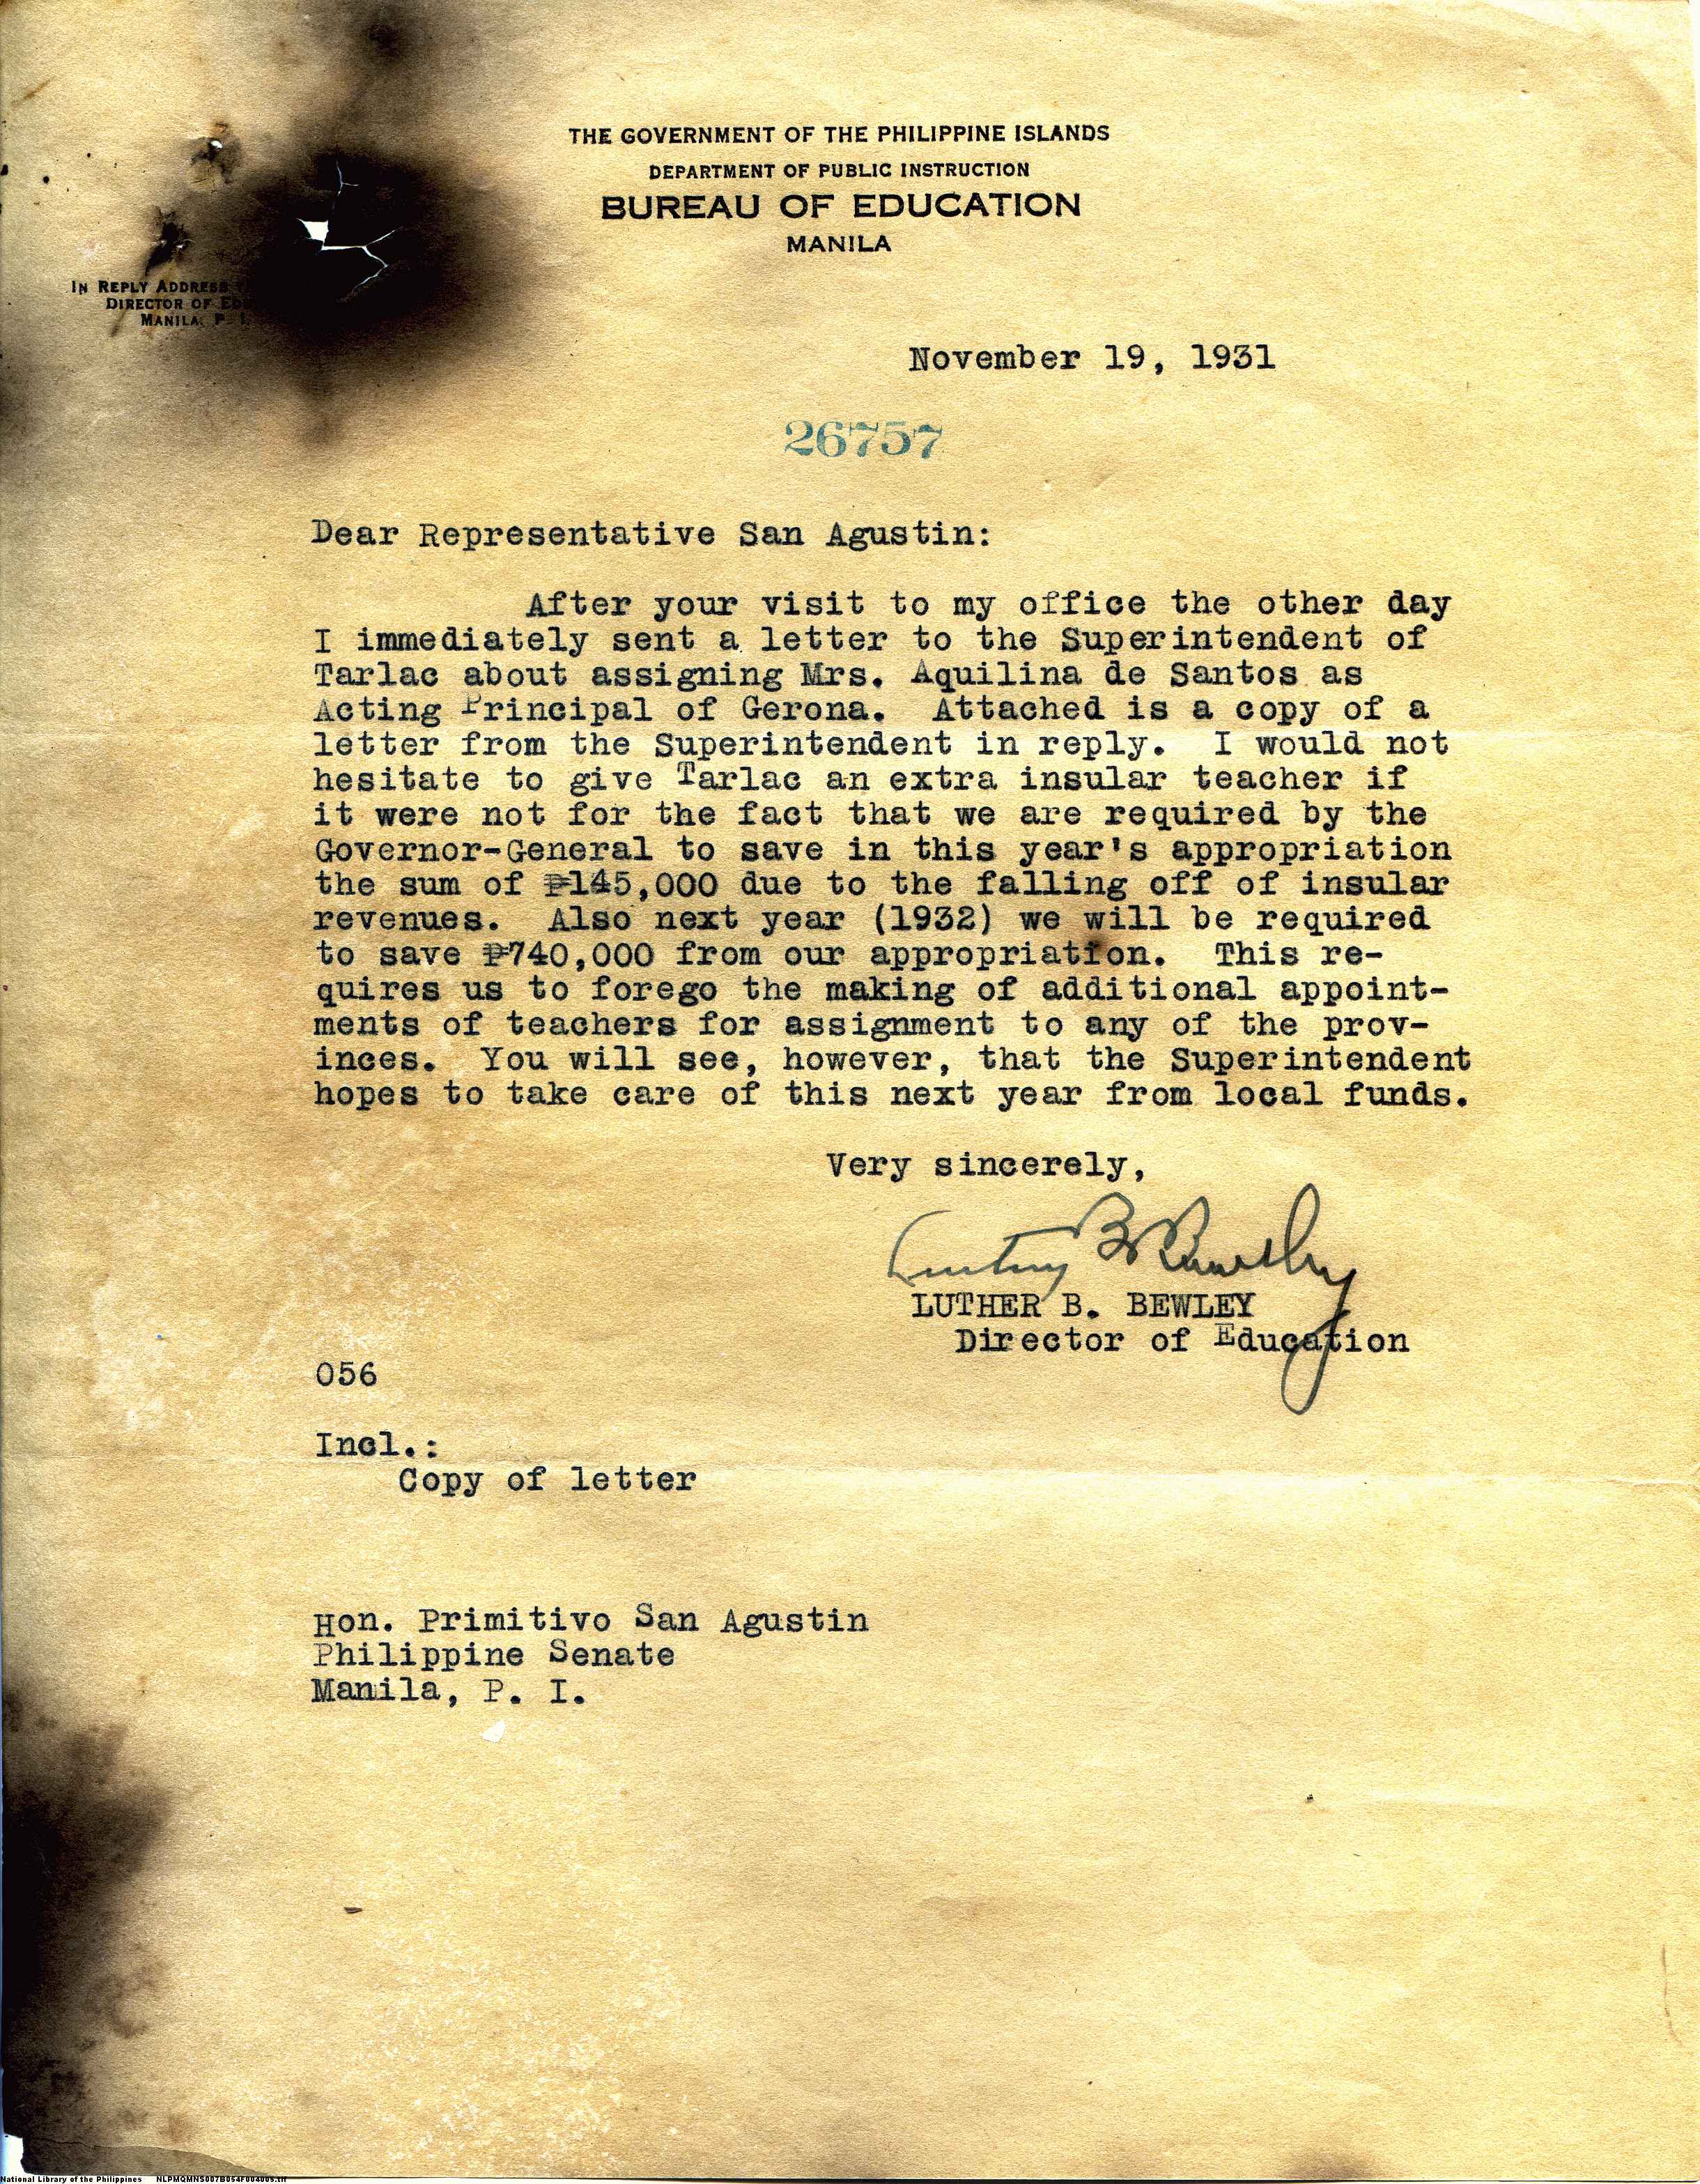 THE GOVERNMENT OF THE PHILIPPINE ISLANDS
DEPARTMENT OF PUBLIC INSTRUCTION
BUREAU OF EDUCATION
MANILA
IN REPLY ADDRESS
DIRECTOR OF
MANILA, P. I.
November 19, 1931
26757
Dear Representative San Agustin:
After your visit to my office the other day
I immediately sent a letter to the Superintendent of
Tarlac about assigning Mrs. Aquilina de Santos as
Acting Principal of Gerona. Attached is a copy of a
letter from the Superintendent in reply. I would not
hesitate to give Tarlac an extra insular teacher if
it were not for the fact that we are required by the
Governor-General to save in this year's appropriation
the sum of ₱145,000 due to the falling off of insular
revenues. Also next year (1932) we will be required
to save ₱740,000 from our appropriation. This re-
quires us to forego the making of additional appoint-
ments of teachers for assignment to any of the prov-
inces. You will see, however, that the Superintendent
hopes to take care of this next year from local funds.
Very sincerely,
LUTHER B. BEWLEY
Director of Education
056
Incl.:
Copy of letter
Hon. Primitivo San Agustin
Philippine Senate
Manila, P. I.
National Library of the Philippines